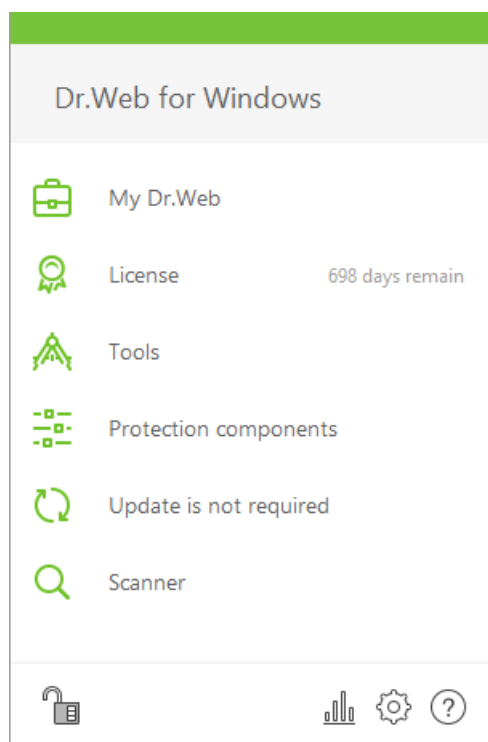 Dr.Web for Windows
My Dr.Web
License 698 days remain
Tools
Protection components
Update is not required
Scanner
?